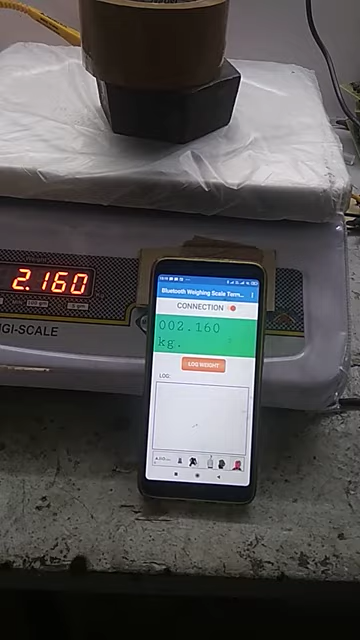 2.160
IGI-SCALE
Bluetooth Weighing Scale Term...
CONNECTION
002.160
kg.
LOG WEIGHT
LOG: